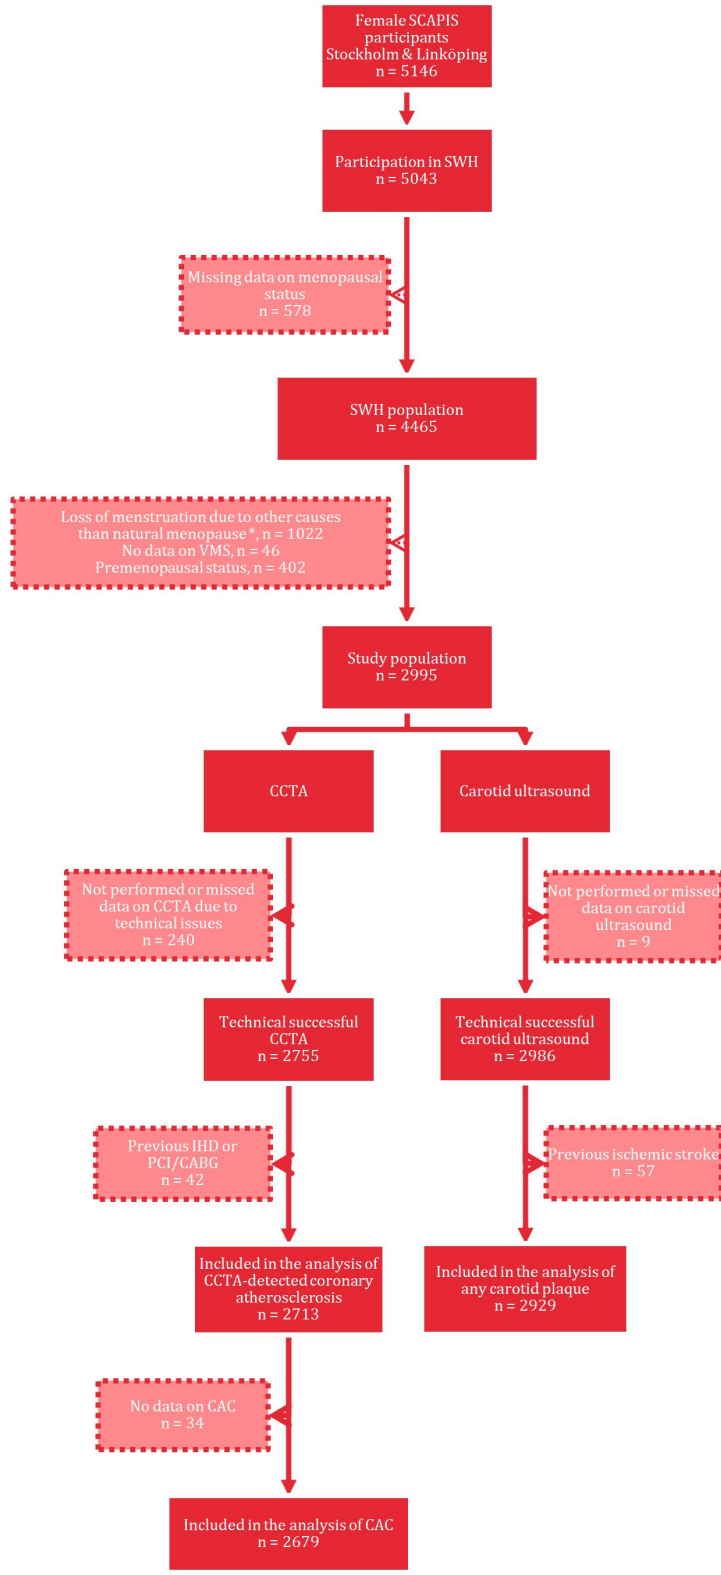 Female SCAPIS
participants
Stockholm & Linköping
n = 5146
Participation in SWH
n = 5043
Missing data on menopausal
status
n = 578
SWH population
n = 4465
Loss of menstruation due to other causes
than natural menopause*, n = 1022
No data on VMS, n = 46
Premenopausal status, n = 402
Study population
n = 2995
CCTA
Carotid ultrasound
Not performed or missed
data on CCTA due to
technical issues
n = 240
Not performed or missed
data on carotid
ultrasound
n = 9
Technical successful
CCTA
n = 2755
Technical successful
carotid ultrasound
n = 2986
Previous IHD or
PCI/CABG
n = 42
Previous ischemic stroke
n = 57
Included in the analysis of
CCTA-detected coronary
atherosclerosis
n = 2713
Included in the analysis of
any carotid plaque
n = 2929
No data on CAC
n = 34
Included in the analysis of CAC
n = 2679